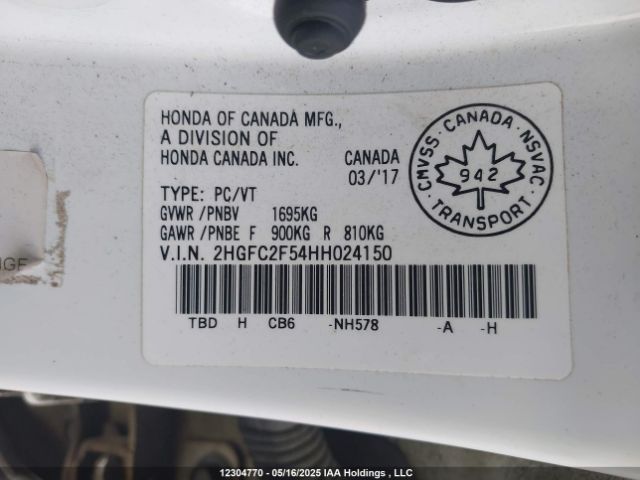 HONDA OF CANADA MFG.,
A DIVISION OF
HONDA CANADA INC. CANADA
03/'17
TYPE: PC/VT
GVWR /PNBV 1695KG
GAWR /PNBE F 900KG R 810KG
V.I.N. 2HGFC2F54HH024150
TBD H CB6 -NH578 -A -H
CMVSS · CANADA · NSVAC
942
TRANSPORT
NGE
12304770 - 05/16/2025 IAA Holdings , LLC